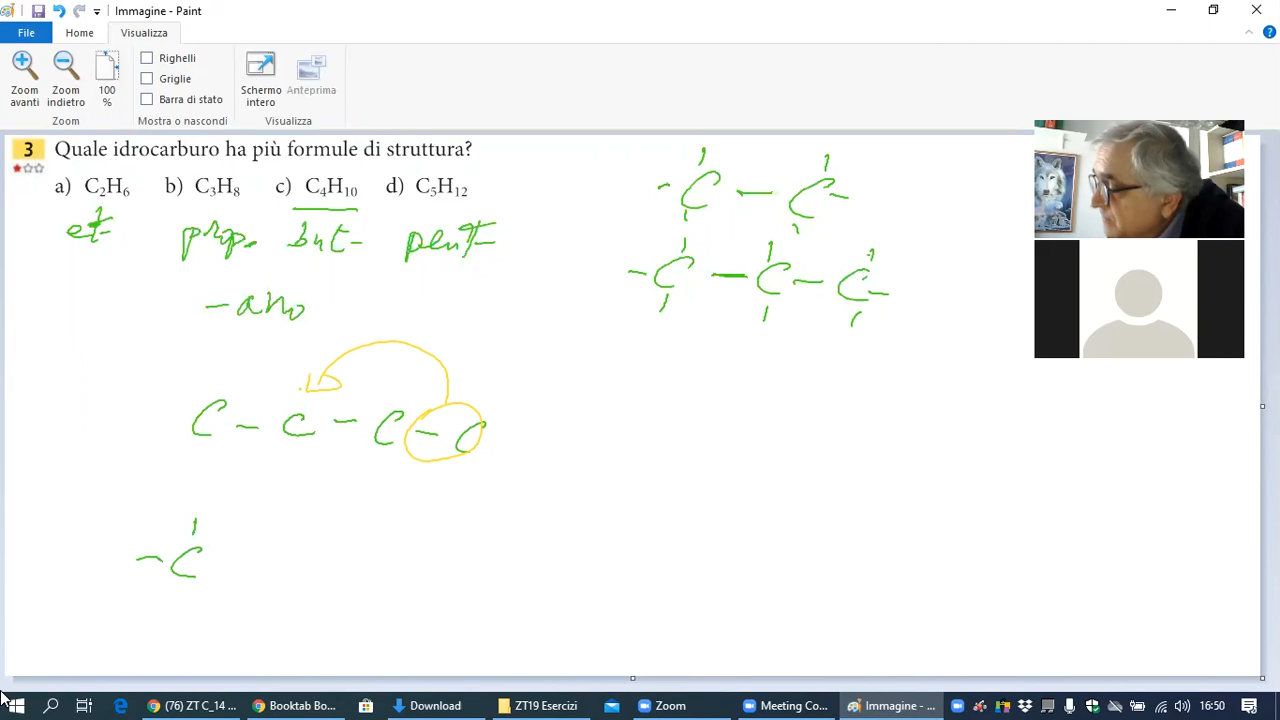 Immagine - Paint
File Home Visualizza
Zoom avanti Zoom indietro 100 % Righelli Griglie Barra di stato Schermo intero Anteprima
Zoom Mostra o nascondi Visualizza
3 Quale idrocarburo ha più formule di struttura?
a) C₂H₆ b) C₃H₈ c) C₄H₁₀ d) C₅H₁₂
et- prop- but- pent-
-ano
C - C
C - C - C
C - C - C - C
- C
(76) ZT C_14 ... Booktab Bo... Download ZT19 Esercizi Zoom Meeting Co... Immagine - ... 16:50